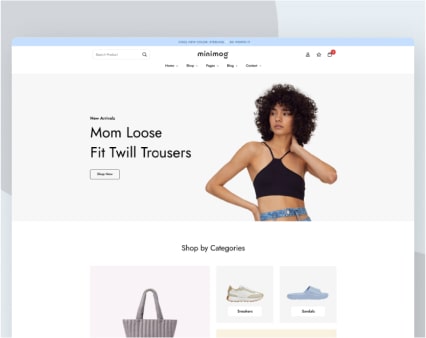 Search Product
minimog
Home Shop Pages Blog Contact
New Arrivals
Mom Loose
Fit Twill Trousers
Shop Now
Shop by Categories
Sneakers
Sandals